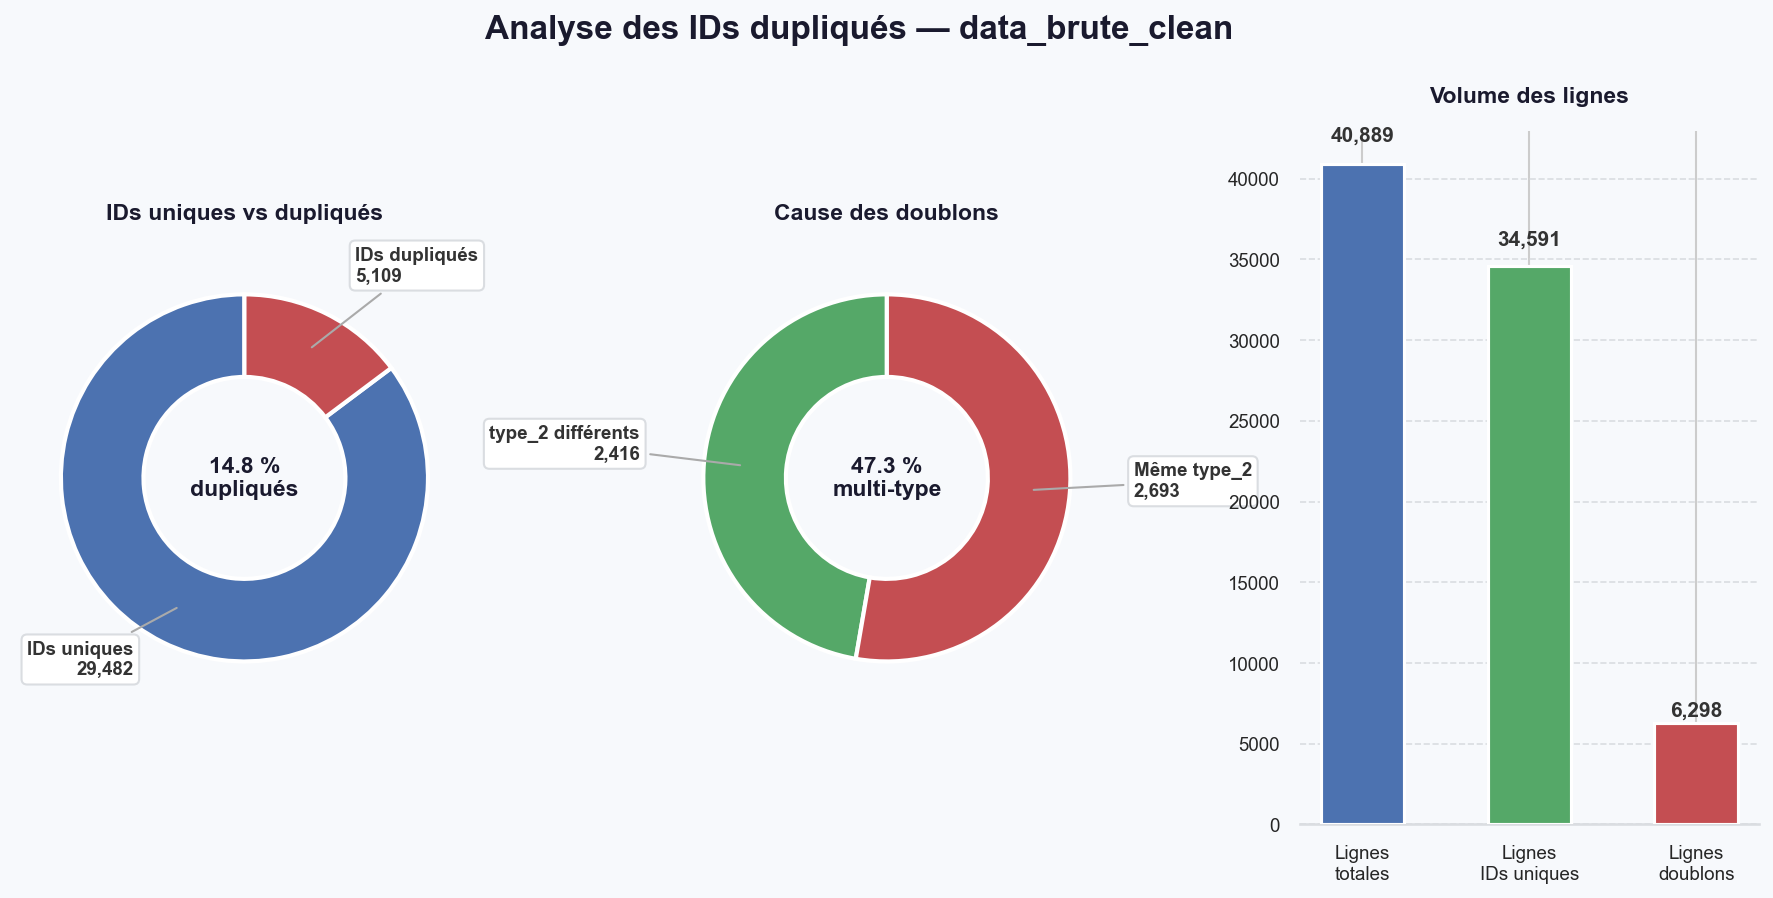 Analyse des IDs dupliqués — data_brute_clean
IDs uniques vs dupliqués
IDs dupliqués
5,109
14.8 %
dupliqués
IDs uniques
29,482
Cause des doublons
type_2 différents
2,416
47.3 %
multi-type
Même type_2
2,693
Volume des lignes
40,889
34,591
6,298
40000
35000
30000
25000
20000
15000
10000
5000
0
Lignes
totales
Lignes
IDs uniques
Lignes
doublons